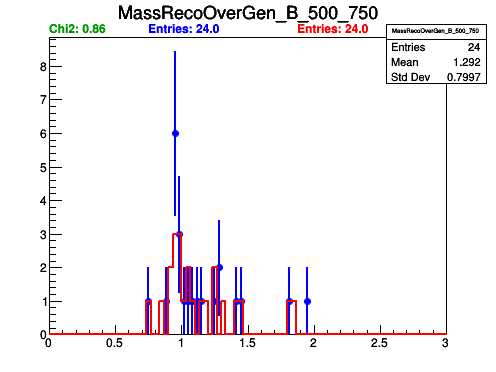 MassRecoOverGen_B_500_750
Chi2: 0.86 Entries: 24.0 Entries: 24.0
MassRecoOverGen_B_500_750
Entries 24
Mean 1.292
Std Dev 0.7997
8
7
6
5
4
3
2
1
0
0 0.5 1 1.5 2 2.5 3